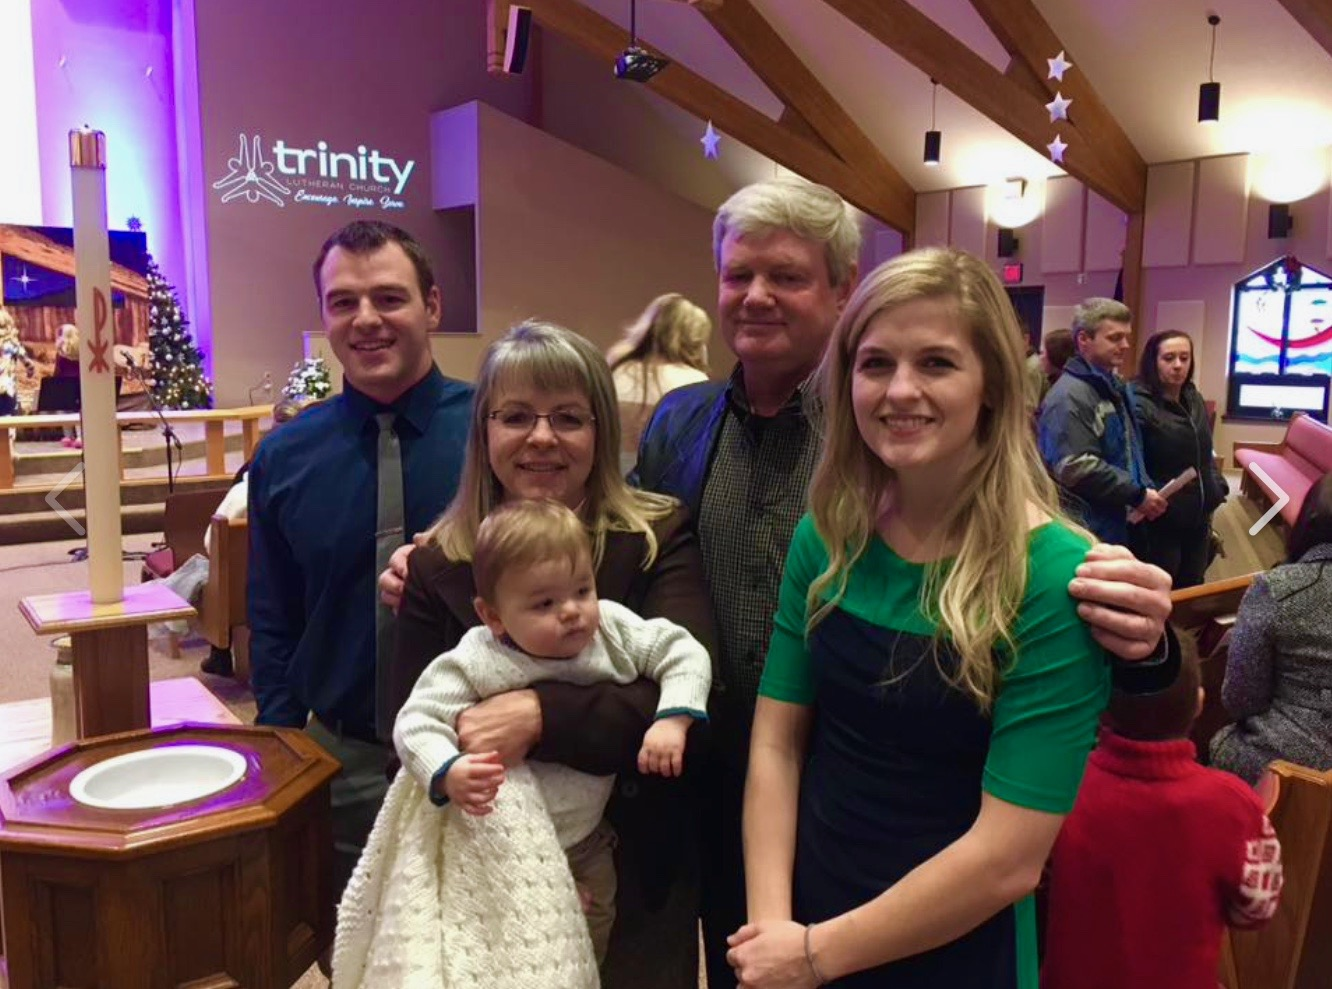 trinity
LUTHERAN CHURCH
Encourage. Inspire. Serve.